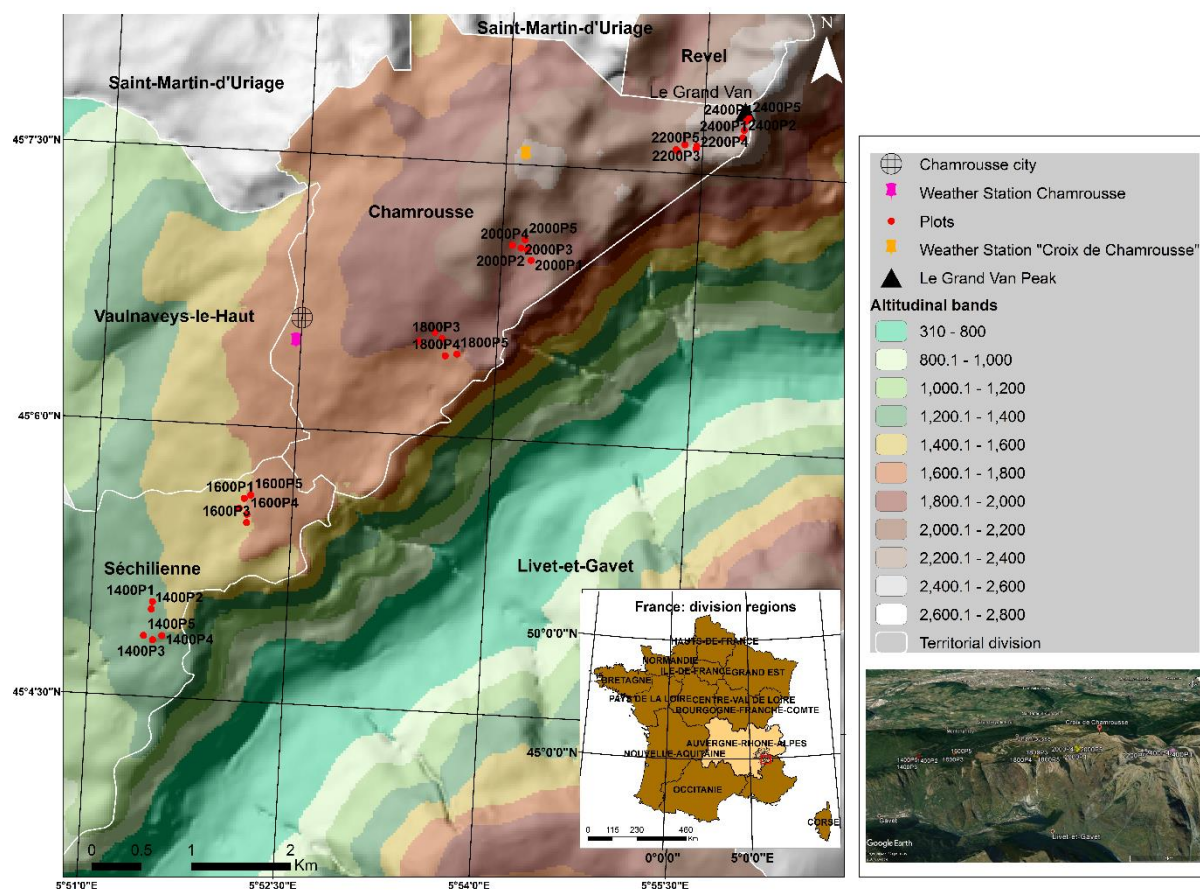 Saint-Martin-d'Uriage
Saint-Martin-d'Uriage
Revel
Le Grand Van
N
2400P5
2400P1
2400P2
2200P5
2200P4
2200P3
45°7'30"N
Chamrousse
2000P4
2000P5
2000P3
2000P2
2000P1
Vaulnaveys-le-Haut
1800P3
1800P4
1800P5
45°6'0"N
1600P1
1600P5
1600P4
1600P3
Séchilienne
1400P1
1400P2
1400P5
1400P4
1400P3
Livet-et-Gavet
45°4'30"N
0 0.5 1 2
Km
5°51'0"E
5°52'30"E
5°54'0"E
5°55'30"E
France: division regions
50°0'0"N
45°0'0"N
HAUTS-DE-FRANCE
NORMANDIE
ILE-DE-FRANCE
GRAND EST
BRETAGNE
PAYS DE LA LOIRE
CENTRE-VAL DE LOIRE
BOURGOGNE-FRANCHE-COMTE
AUVERGNE-RHONE-ALPES
NOUVELLE-AQUITAINE
OCCITANIE
CORSE
0 115 230 460
Km
0°0'0"
5°0'0"E
Chamrousse city
Weather Station Chamrousse
Plots
Weather Station "Croix de Chamrousse"
Le Grand Van Peak
Altitudinal bands
310 - 800
800.1 - 1,000
1,000.1 - 1,200
1,200.1 - 1,400
1,400.1 - 1,600
1,600.1 - 1,800
1,800.1 - 2,000
2,000.1 - 2,200
2,200.1 - 2,400
2,400.1 - 2,600
2,600.1 - 2,800
Territorial division
Croix de Chamrousse
Livet-et-Gavet
Gavet
Google Earth